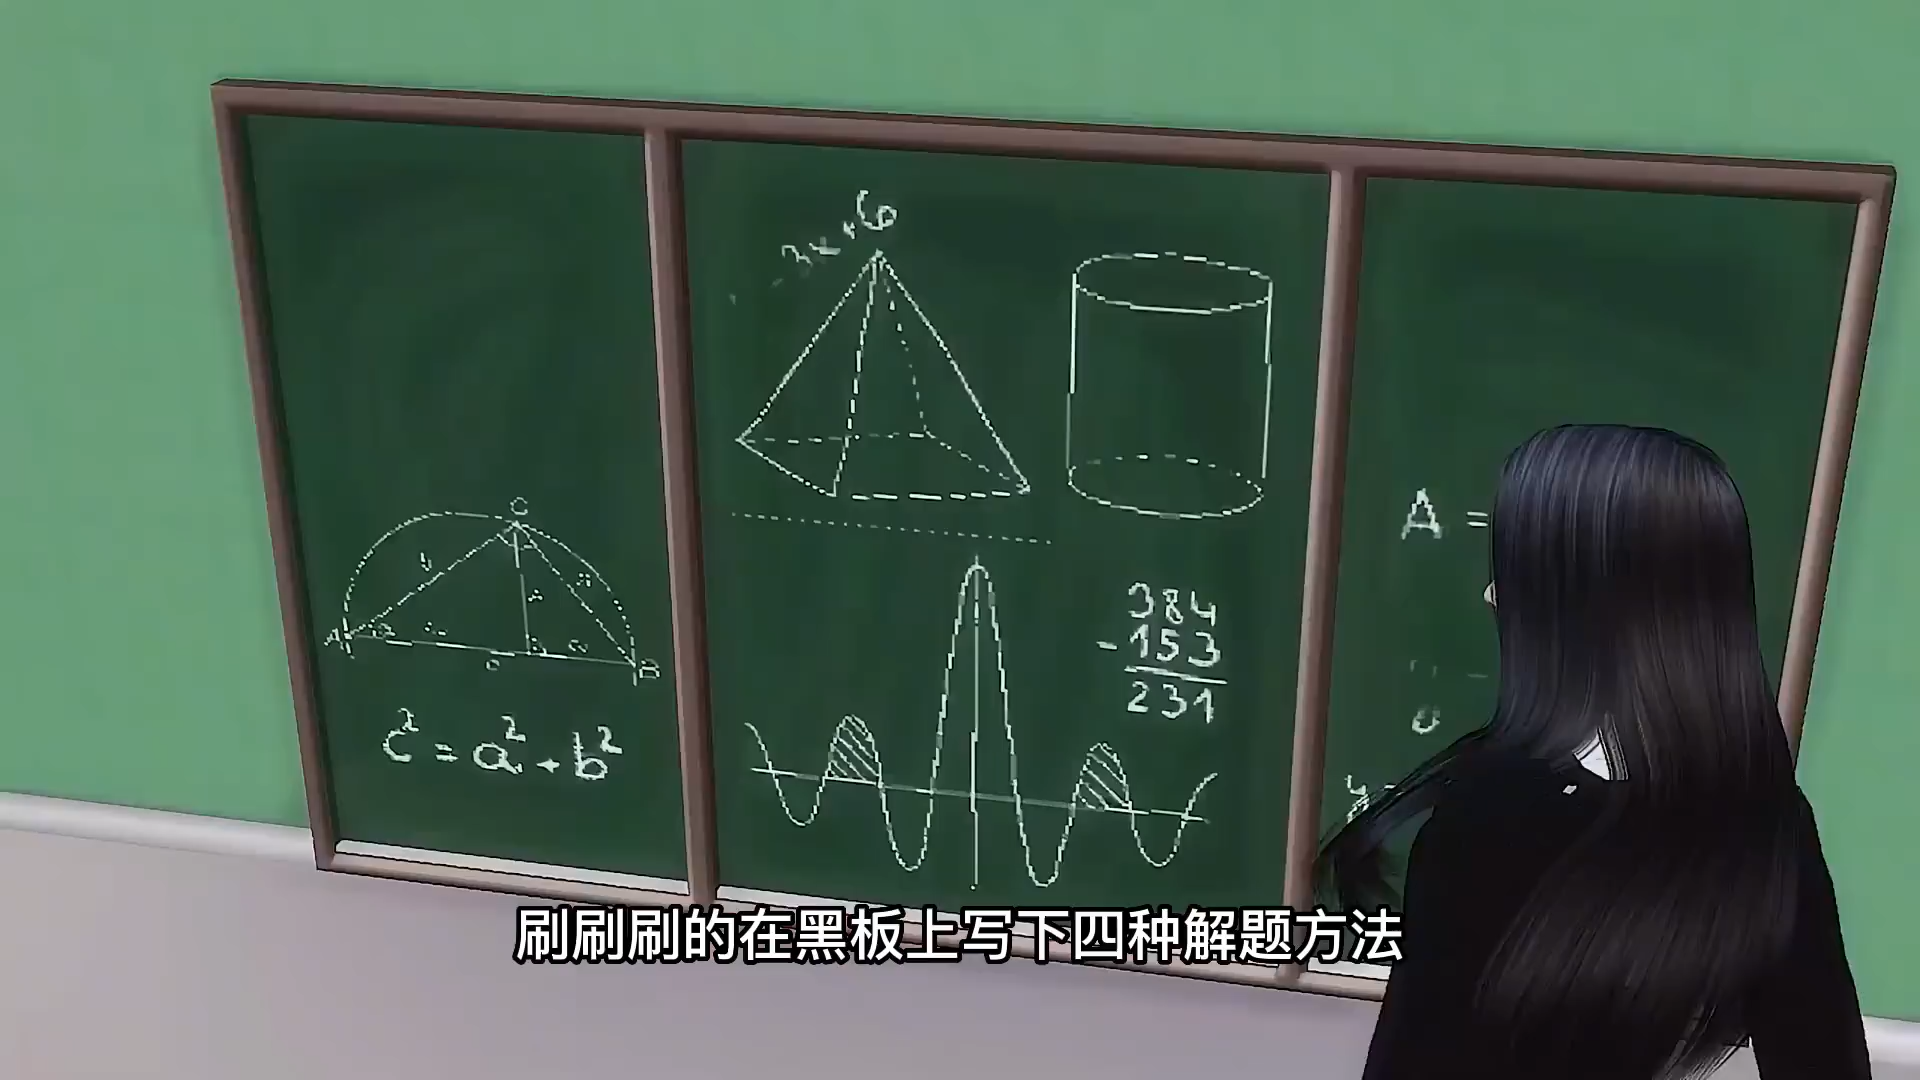 C
A
B
c² = a² + b²
3x + 6
384
-153
231
A =
刷刷刷的在黑板上写下四种解题方法